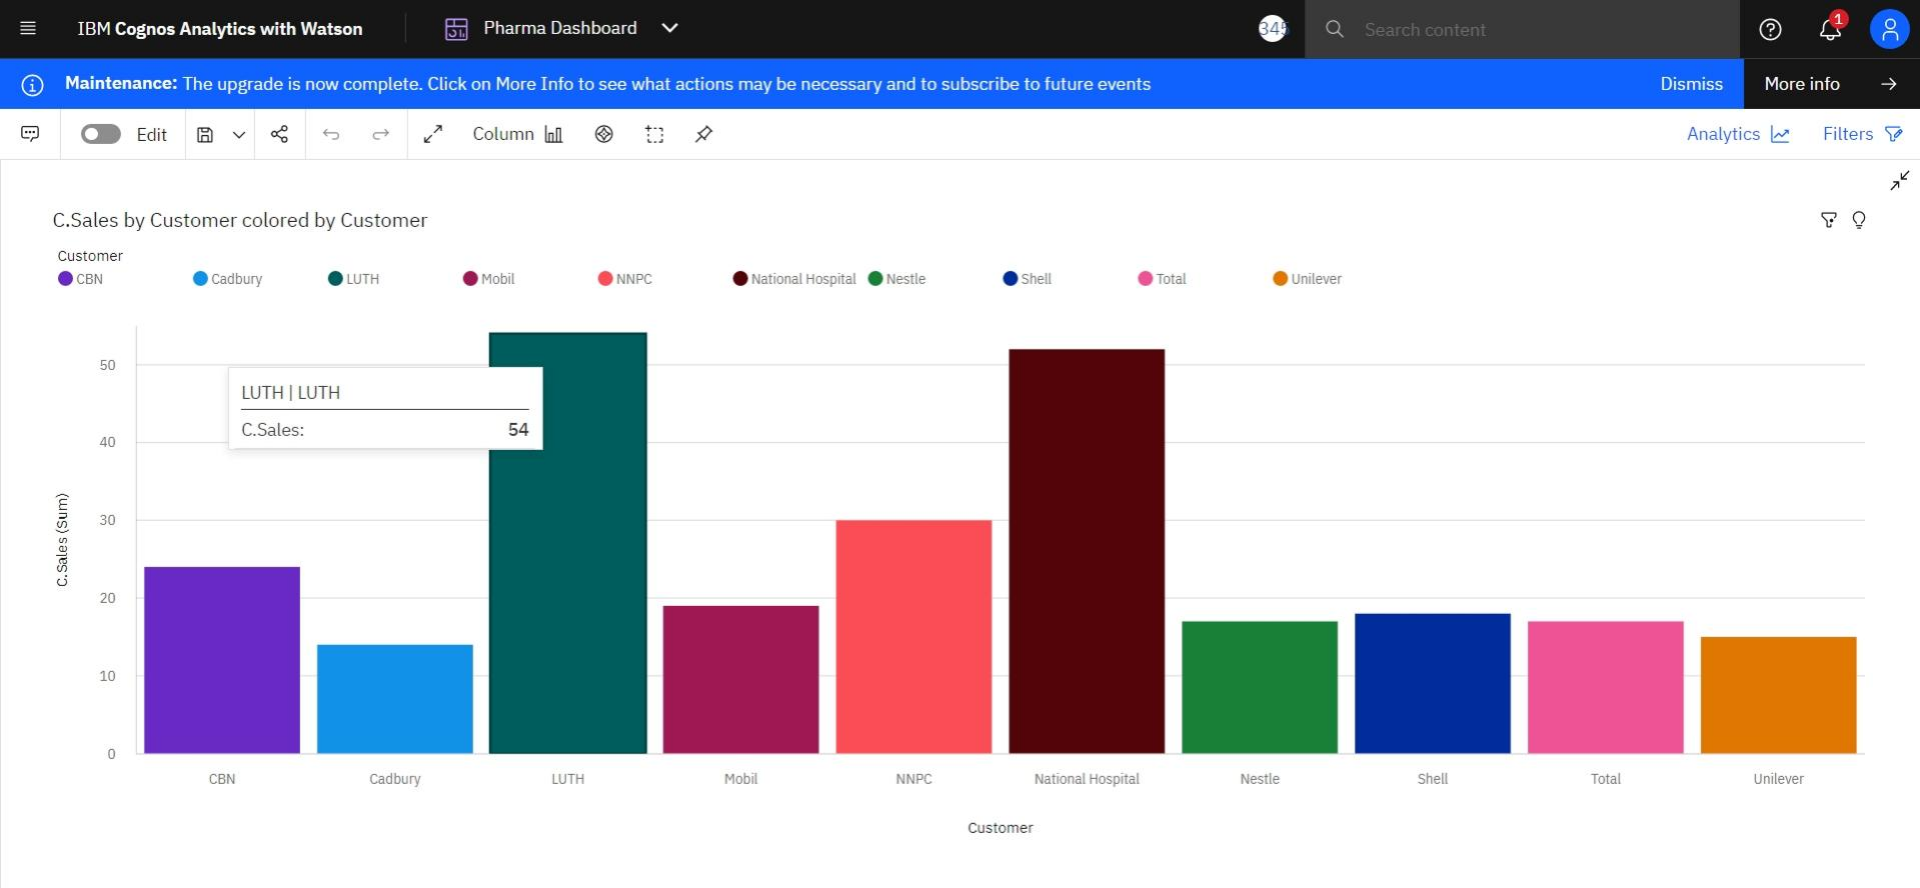 IBM Cognos Analytics with Watson
Pharma Dashboard
345
Search content
1
Maintenance: The upgrade is now complete. Click on More Info to see what actions may be necessary and to subscribe to future events
Dismiss
More info
Edit
Column
Analytics
Filters
C.Sales by Customer colored by Customer
Customer
CBN
Cadbury
LUTH
Mobil
NNPC
National Hospital
Nestle
Shell
Total
Unilever
C.Sales (Sum)
50
40
30
20
10
0
LUTH | LUTH
C.Sales: 54
CBN
Cadbury
LUTH
Mobil
NNPC
National Hospital
Nestle
Shell
Total
Unilever
Customer